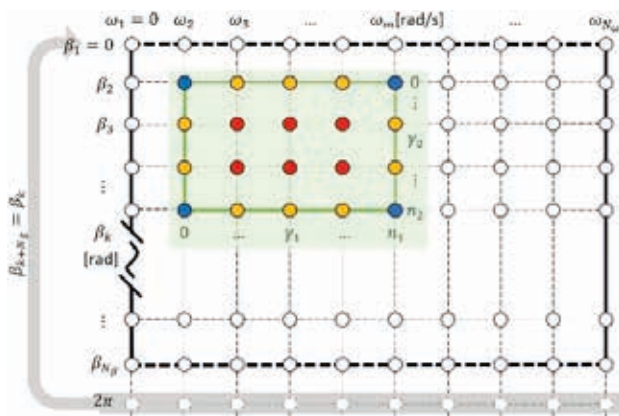 ω₁ = 0 ω₂ ω₃ ... ω_m[rad/s] ... ω_{N_ω}
β₁ = 0
β₂ 0
⋮
β₃ γ₂
⋮
⋮ n₂
β_k 0 ... γ₁ ... n₁
[rad]
β_{k+N_β} = β_k
⋮
β_{N_β}
2π